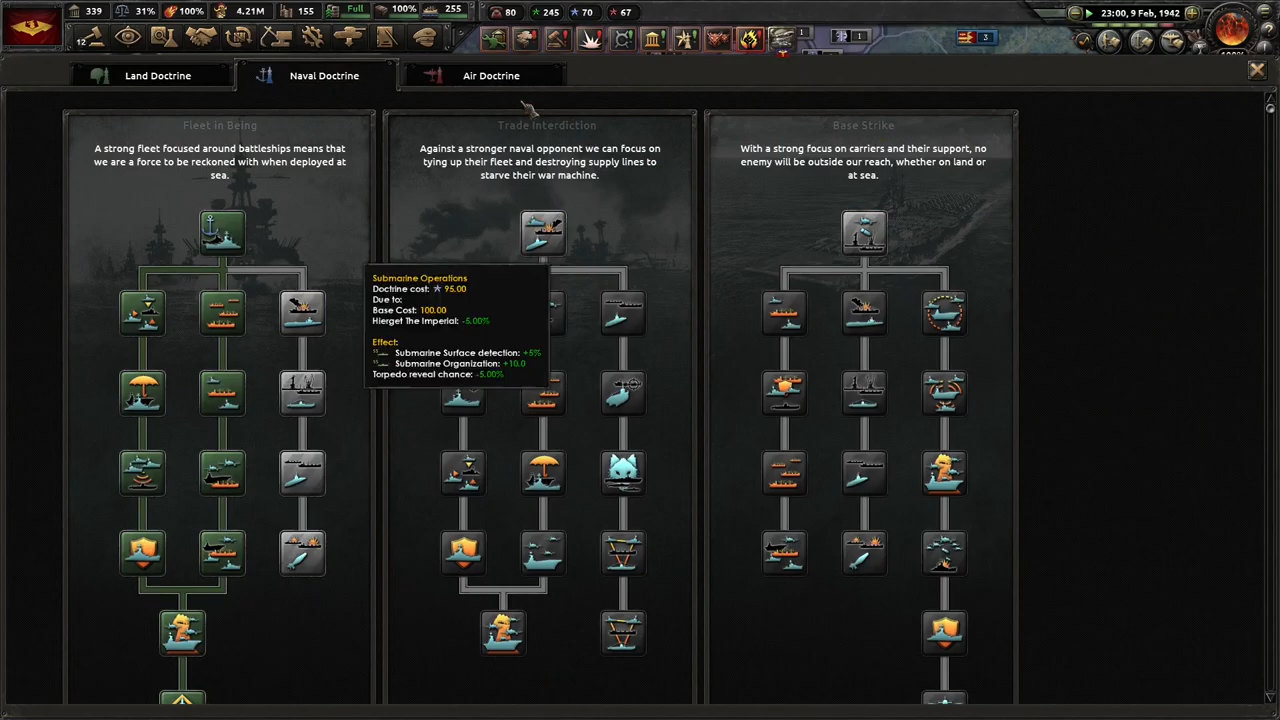 339
31%
100%
4.21M
155
Full
100%
255
80
245
70
67
23:00, 9 Feb, 1942
12
1
1
3
100%
Land Doctrine
Naval Doctrine
Air Doctrine
Fleet in Being
A strong fleet focused around battleships means that
we are a force to be reckoned with when deployed at
sea.
Trade Interdiction
Against a stronger naval opponent we can focus on
tying up their fleet and destroying supply lines to
starve their war machine.
Base Strike
With a strong focus on carriers and their support, no
enemy will be outside our reach, whether on land or
at sea.
Submarine Operations
Doctrine cost: 95.00
Due to:
Base Cost: 100.00
Hierget The Imperial: -5.00%
Effect:
Submarine Surface detection: +5%
Submarine Organization: +10.0
Torpedo reveal chance: -5.00%